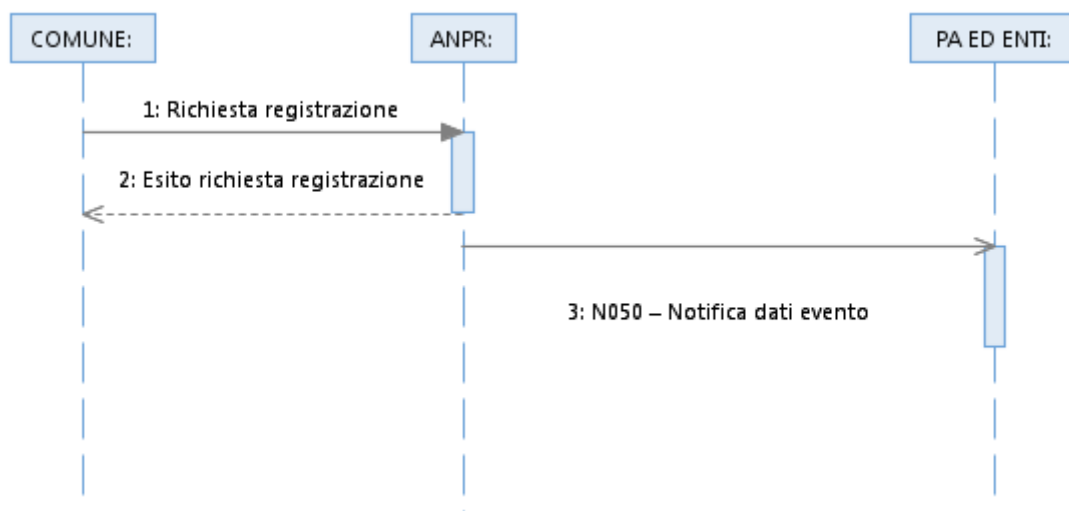 COMUNE:
ANPR:
PA ED ENTI:
1: Richiesta registrazione
2: Esito richiesta registrazione
3: N050 – Notifica dati evento